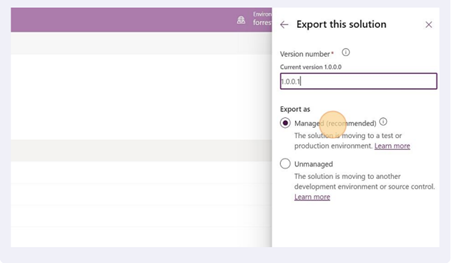 Environ
forrest
Export this solution
Version number*
Current version 1.0.0.0
1.0.0.1
Export as
Managed (recommended)
The solution is moving to a test or
production environment. Learn more
Unmanaged
The solution is moving to another
development environment or source control.
Learn more